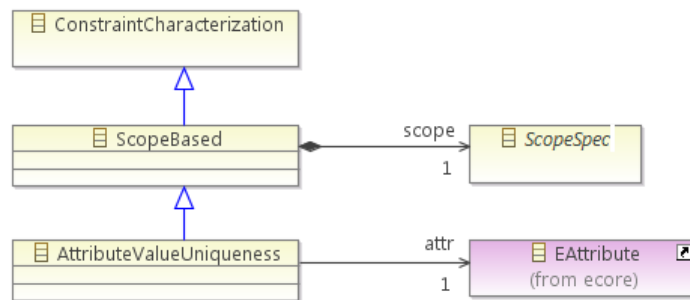 ConstraintCharacterization
ScopeBased
scope
1
ScopeSpec
AttributeValueUniqueness
attr
1
EAttribute
(from ecore)